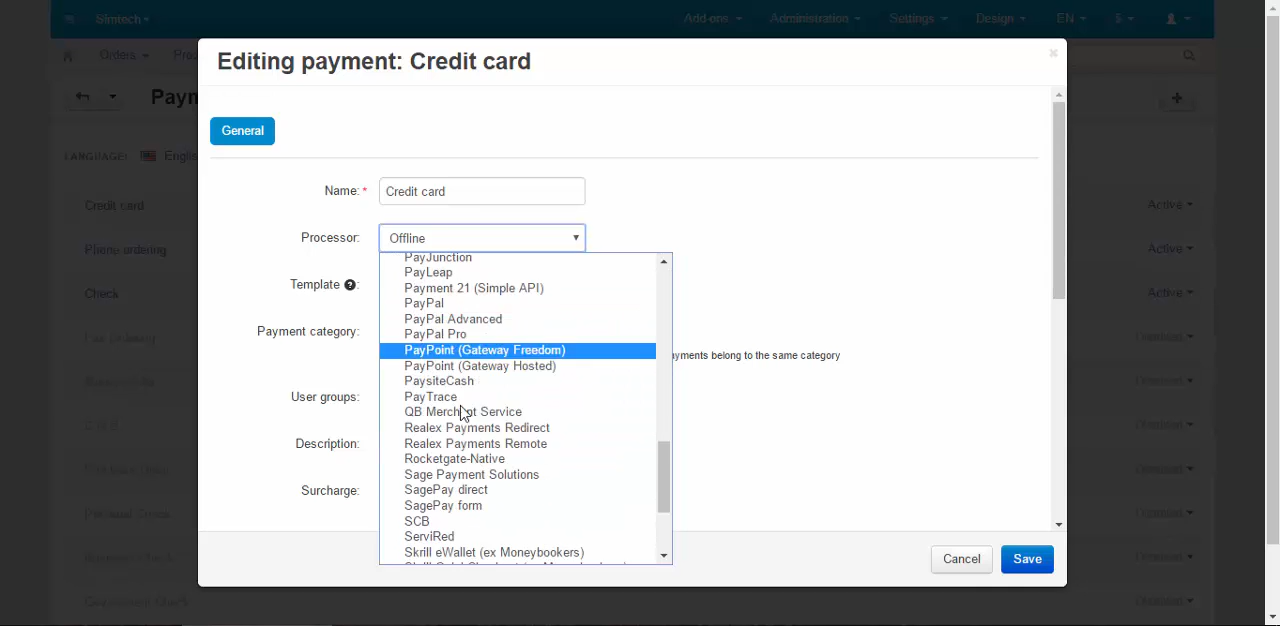 Simtech
Add-ons
Administration
Settings
Design
EN
$
Orders
Editing payment: Credit card
×
LANGUAGE:
General
Credit card
Active
Name: *
Credit card
Phone ordering
Active
Processor:
Offline
PayJunction
PayLeap
Template ?:
Payment 21 (Simple API)
Check
Active
PayPal
PayPal Advanced
Payment category:
PayPal Pro
PayPoint (Gateway Freedom)
belong to the same category
PayPoint (Gateway Hosted)
PaysiteCash
User groups:
PayTrace
QB Merchant Service
Realex Payments Redirect
Description:
Realex Payments Remote
Rocketgate-Native
Sage Payment Solutions
Surcharge:
SagePay direct
SagePay form
SCB
ServiRed
Skrill eWallet (ex Moneybookers)
Cancel
Save